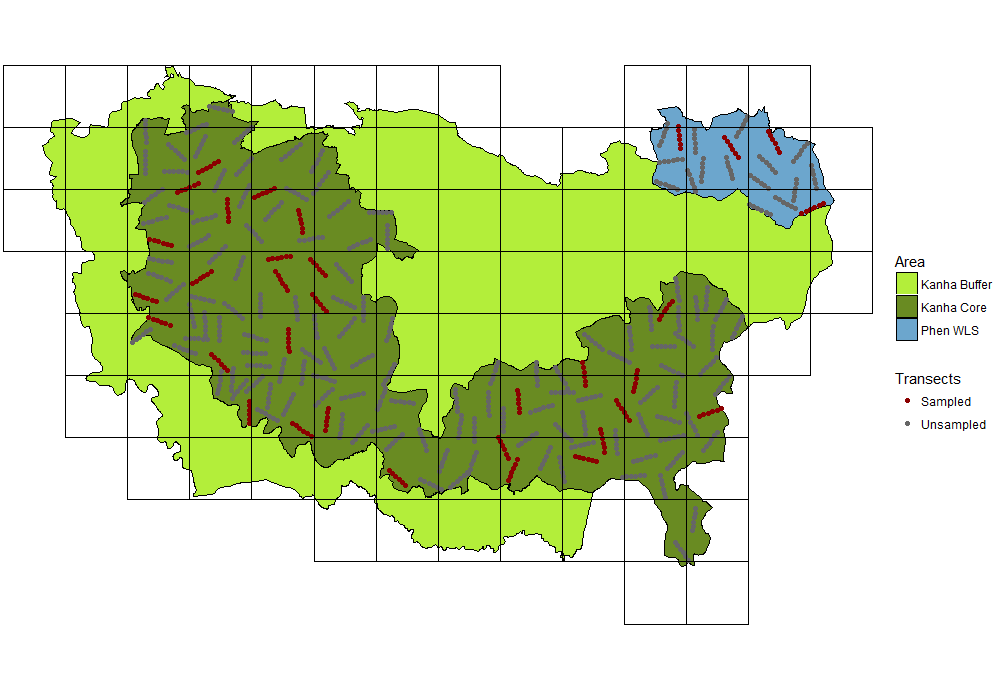 Area
Kanha Buffer
Kanha Core
Phen WLS
Transects
Sampled
Unsampled